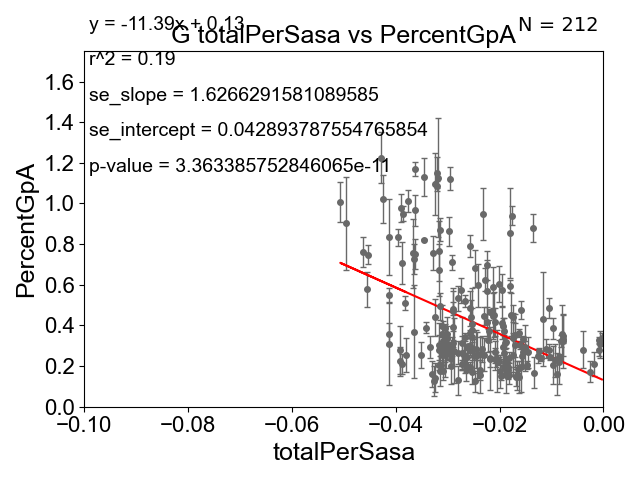 y = -11.39x + 0.13
N = 212
G totalPerSasa vs PercentGpA
r^2 = 0.19
se_slope = 1.6266291581089585
se_intercept = 0.042893787554765854
p-value = 3.363385752846065e-11
PercentGpA
1.6
1.4
1.2
1.0
0.8
0.6
0.4
0.2
0.0
−0.10 −0.08 −0.06 −0.04 −0.02 0.00
totalPerSasa